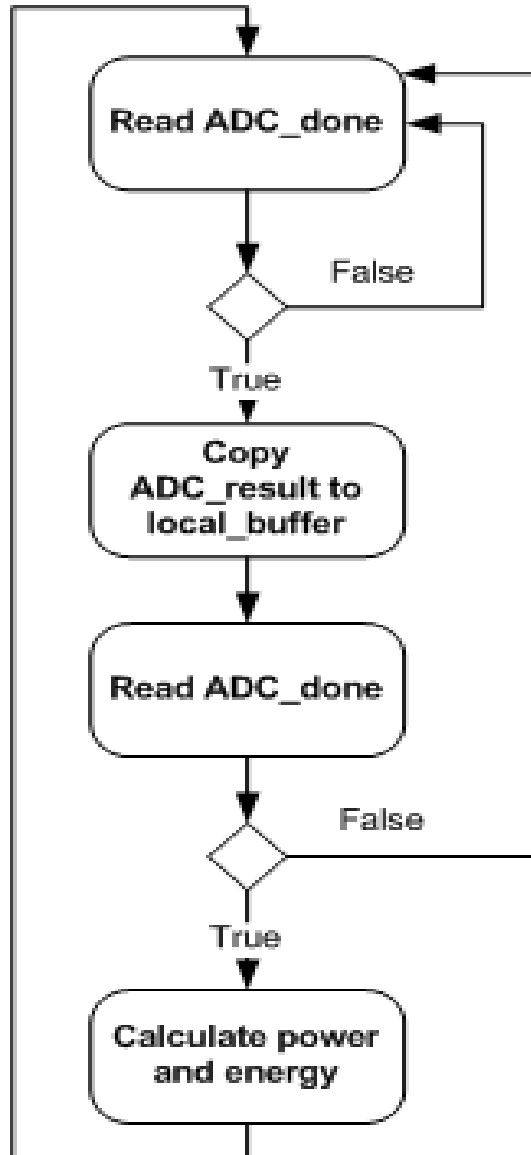 Read ADC_done
False
True
Copy
ADC_result to
local_buffer
Read ADC_done
False
True
Calculate power
and energy